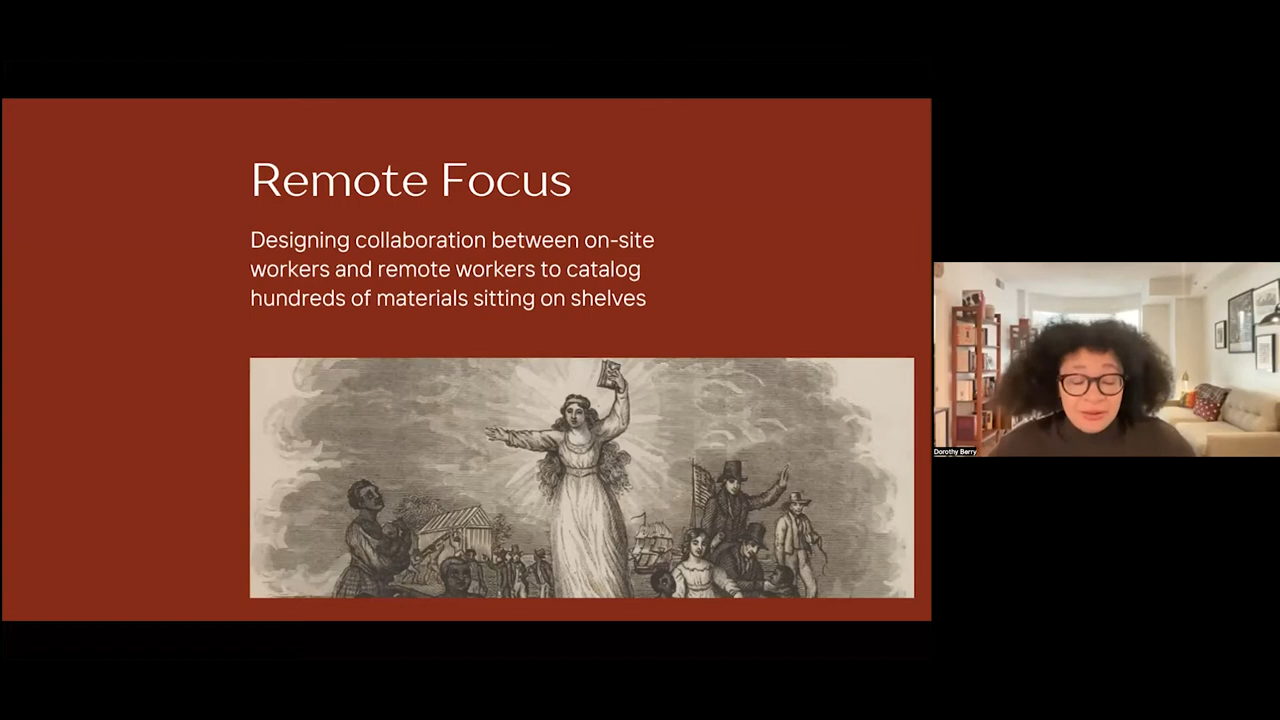 Remote Focus
Designing collaboration between on-site
workers and remote workers to catalog
hundreds of materials sitting on shelves
Dorothy Berry